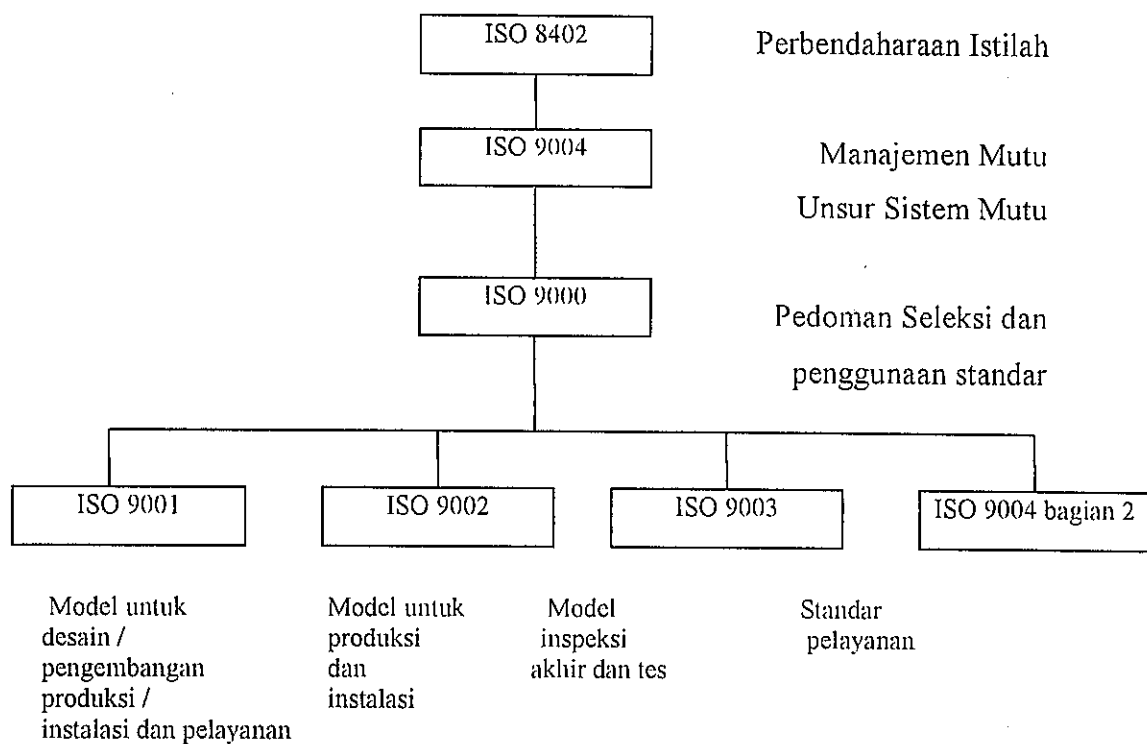 ISO 8402
Perbendaharaan Istilah
ISO 9004
Manajemen Mutu
Unsur Sistem Mutu
ISO 9000
Pedoman Seleksi dan
penggunaan standar
ISO 9001
ISO 9002
ISO 9003
ISO 9004 bagian 2
Model untuk
desain /
pengembangan
produksi /
instalasi dan pelayanan
Model untuk
produksi
dan
instalasi
Model
inspeksi
akhir dan tes
Standar
pelayanan